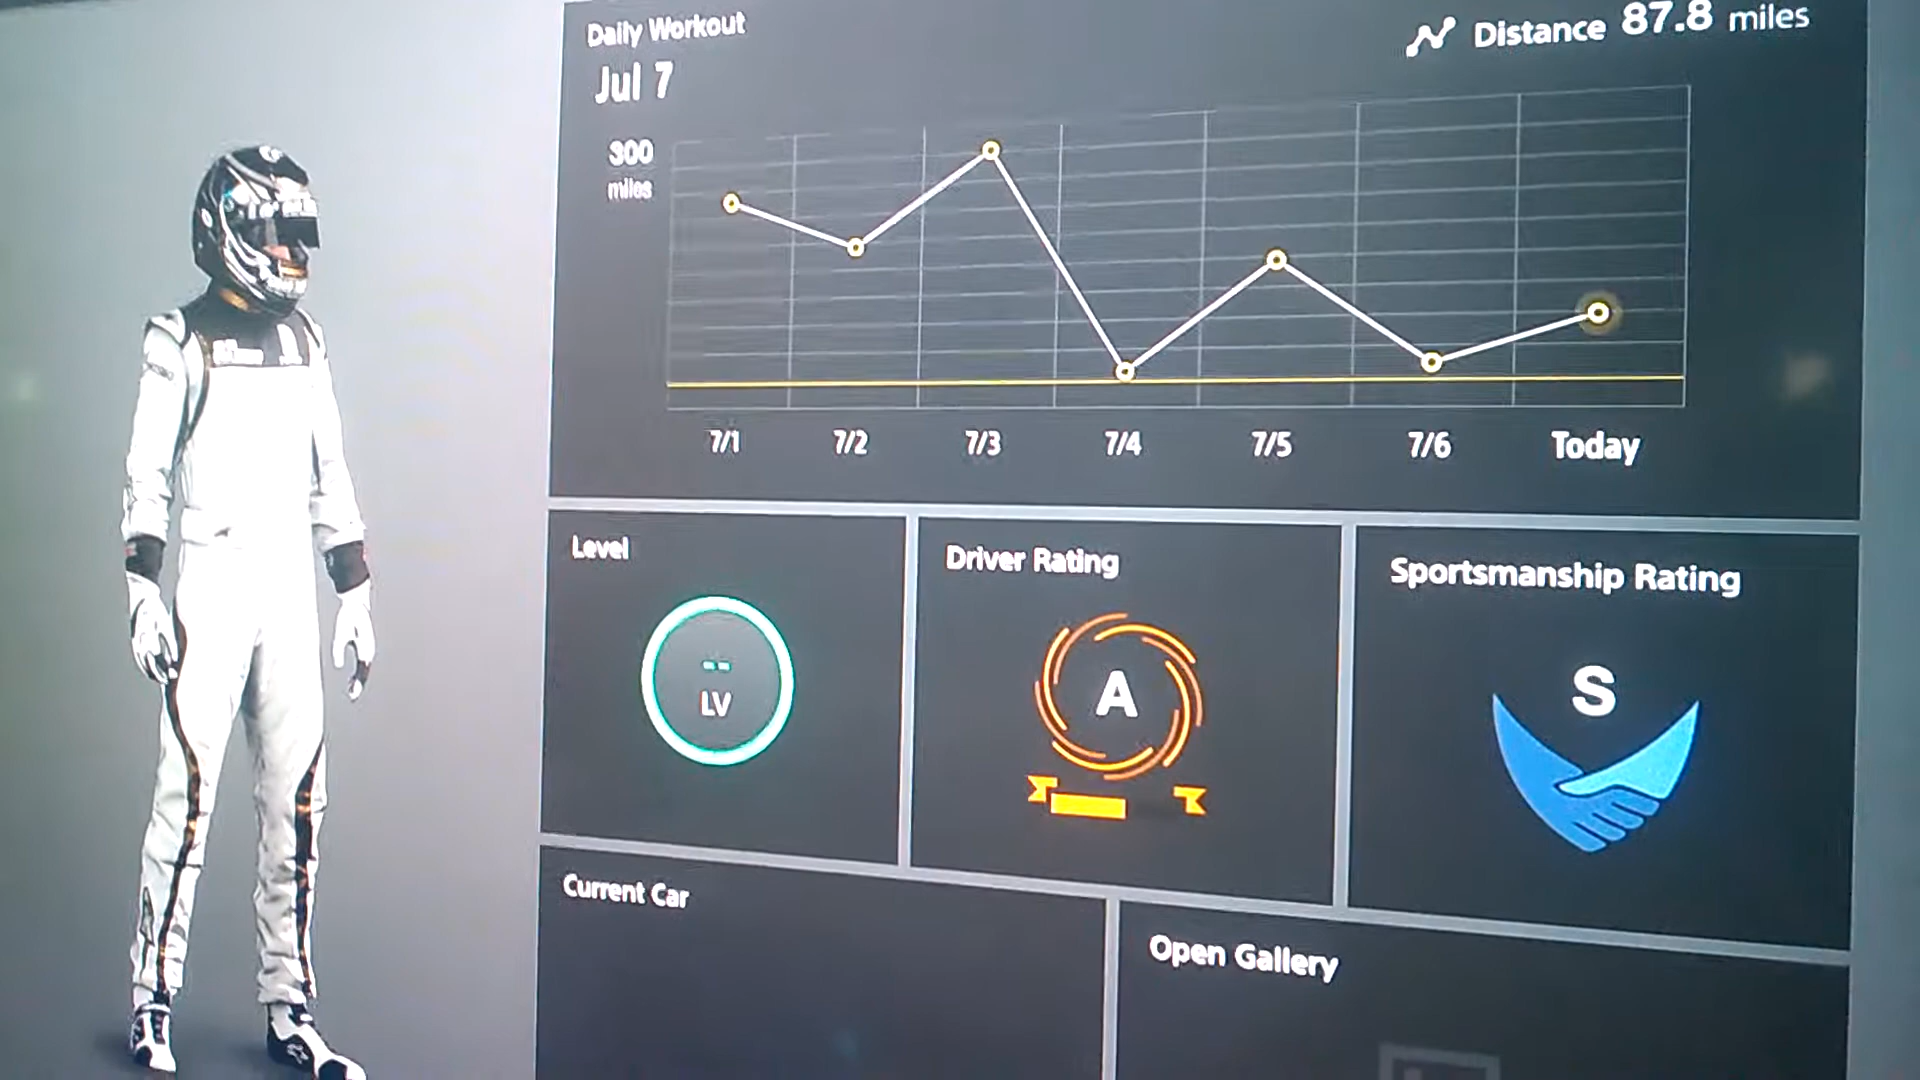 Daily Workout
Distance 87.8 miles
Jul 7
300
miles
7/1 7/2 7/3 7/4 7/5 7/6 Today
Level
Driver Rating
Sportsmanship Rating
--
LV
A
S
Current Car
Open Gallery